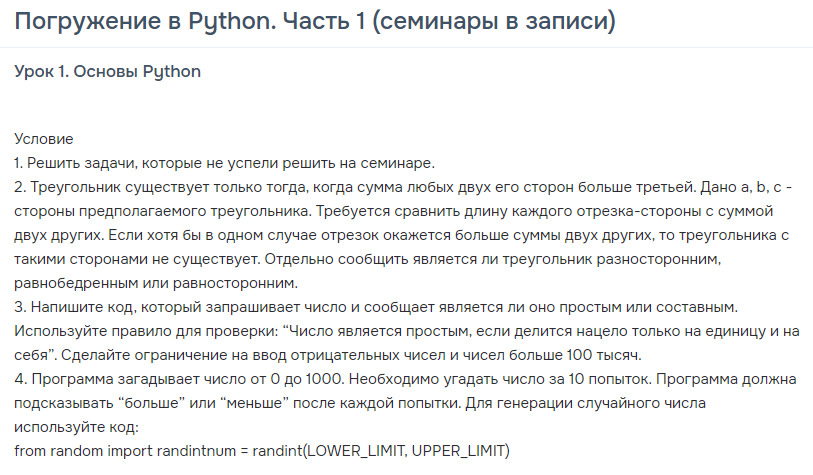 Погружение в Python. Часть 1 (семинары в записи)
Урок 1. Основы Python
Условие
1. Решить задачи, которые не успели решить на семинаре.
2. Треугольник существует только тогда, когда сумма любых двух его сторон больше третьей. Дано a, b, c -
стороны предполагаемого треугольника. Требуется сравнить длину каждого отрезка-стороны с суммой
двух других. Если хотя бы в одном случае отрезок окажется больше суммы двух других, то треугольника с
такими сторонами не существует. Отдельно сообщить является ли треугольник разносторонним,
равнобедренным или равносторонним.
3. Напишите код, который запрашивает число и сообщает является ли оно простым или составным.
Используйте правило для проверки: “Число является простым, если делится нацело только на единицу и на
себя”. Сделайте ограничение на ввод отрицательных чисел и чисел больше 100 тысяч.
4. Программа загадывает число от 0 до 1000. Необходимо угадать число за 10 попыток. Программа должна
подсказывать “больше” или “меньше” после каждой попытки. Для генерации случайного числа
используйте код:
from random import randintnum = randint(LOWER_LIMIT, UPPER_LIMIT)